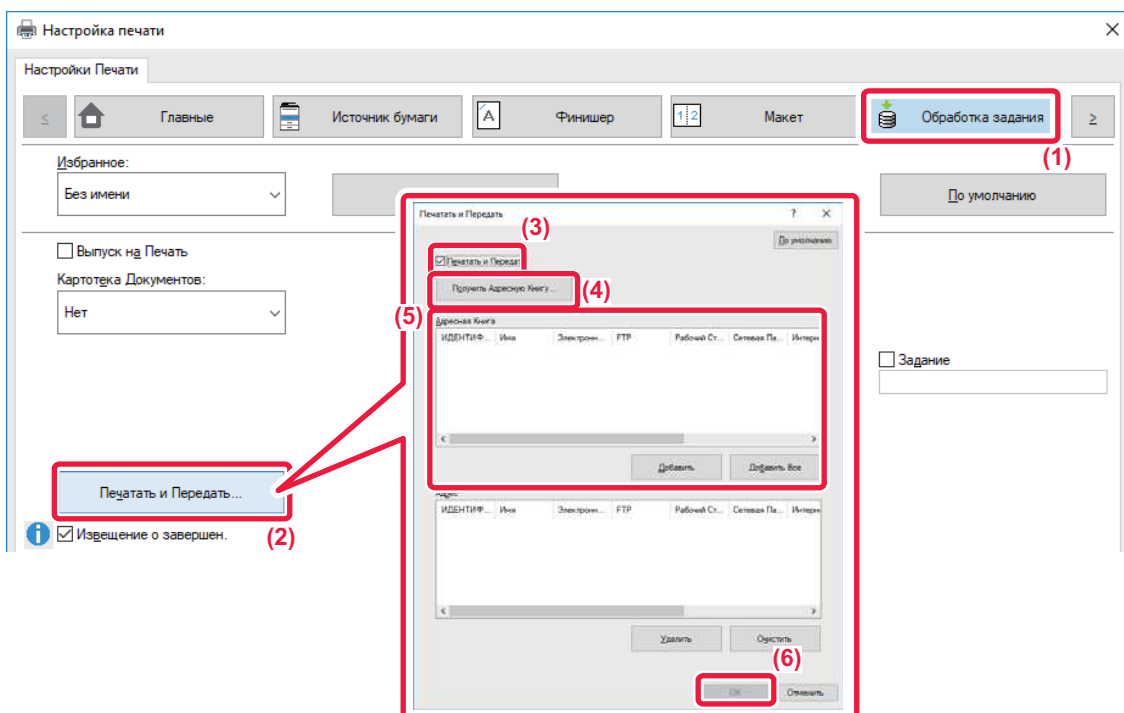 Настройка печати
Настройки Печати
< Главные Источник бумаги A Финишер 1 2 Макет Обработка задания >
(1)
Избранное:
Без имени
По умолчанию
Печатать и Передать ? X
(3)
По умолчанию
Выпуск на Печать
Печатать и Передат
Картотека Документов:
Получить Адресную Книгу...
(4)
Нет
(5)
Адресная Книга
ИДЕНТИФ... Имя Электронн... FTP Рабочий Ст... Сетевая Па... Интерн
Задание
Добавить Добавить Все
Печатать и Передать...
Адрес
ИДЕНТИФ... Имя Электронн... FTP Рабочий Ст... Сетевая Па... Интерн
Извещение о завершен.
(2)
Удалить Очистить
(6)
OK Отменить